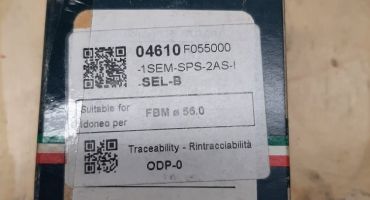 04610 F055000
-1SEM-SPS-2AS-I
-SEL-B
Suitable for
Idoneo per
FBM ø 56.0
Traceability - Rintracciabilità
ODP-0